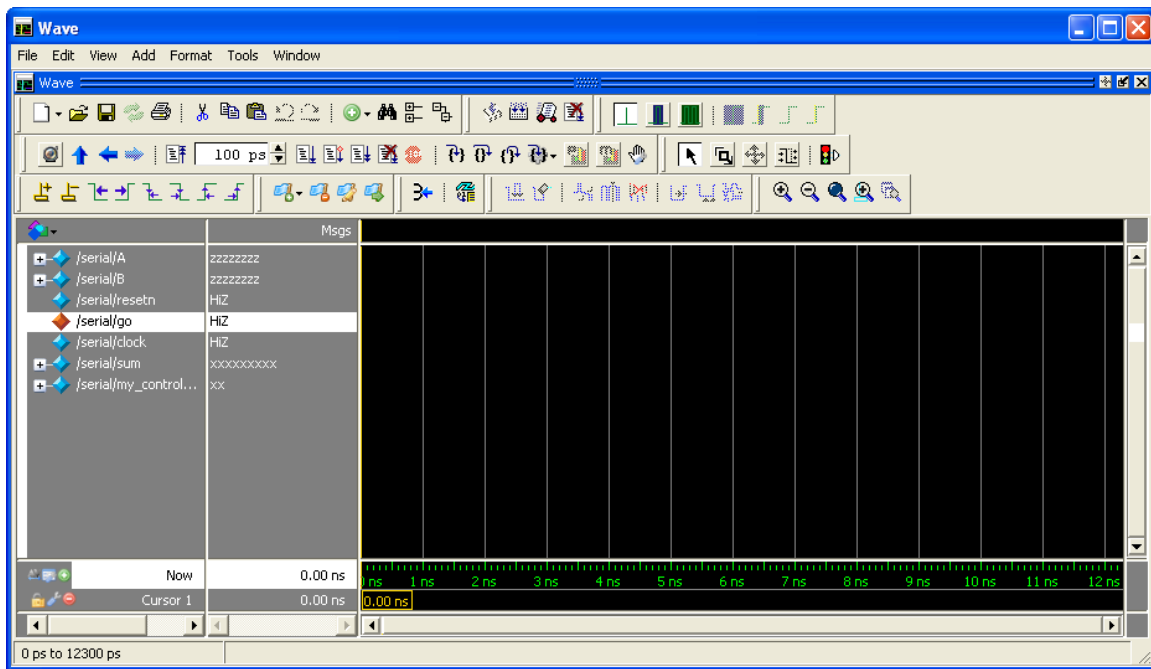 Wave
File Edit View Add Format Tools Window
Wave
100 ps
Msgs
/serial/A zzzzzzzz
/serial/B zzzzzzzz
/serial/resetn HiZ
/serial/go HiZ
/serial/clock HiZ
/serial/sum xxxxxxxxx
/serial/my_control... xx
Now 0.00 ns
ns 1 ns 2 ns 3 ns 4 ns 5 ns 6 ns 7 ns 8 ns 9 ns 10 ns 11 ns 12 ns
Cursor 1 0.00 ns 0.00 ns
0 ps to 12300 ps